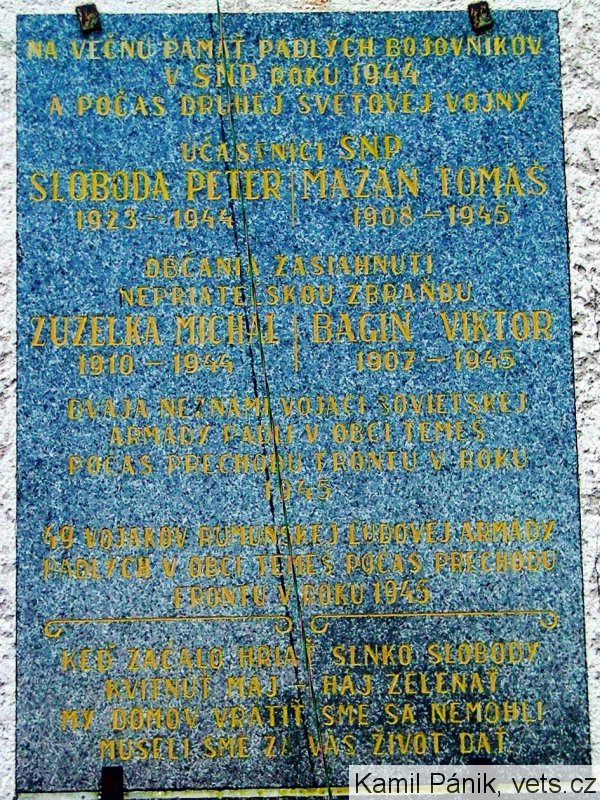 NA VEČNÚ PAMÄŤ PADLÝCH BOJOVNÍKOV
V SNP ROKU 1944
A POČAS DRUHEJ SVETOVEJ VOJNY
ÚČASTNÍCI SNP
SLOBODA PETER MAŽÁŇ TOMÁŠ
1923 – 1944 1908 – 1945
OBČANIA ZASIAHNUTÍ
NEPRIATEĽSKOU ZBRAŇOU
ZUZELKA MICHAL BAGIN VIKTOR
1910 – 1944 1907 – 1945
DVAJA NEZNÁMI VOJACI SOVIETSKEJ
ARMÁDY PADLI V OBCI TEMEŠ
POČAS PRECHODU FRONTU V ROKU
1945
49 VOJAKOV RUMUNSKEJ ĽUDOVEJ ARMÁDY
PADLÝCH V OBCI TEMEŠ POČAS PRECHODU
FRONTU V ROKU 1945
KEĎ ZAČALO HRIAŤ SLNKO SLOBODY
KVITNÚŤ MÁJ – HÁJ ZELENAŤ
MY DOMOV VRÁTIŤ SME SA NEMOHLI
MUSELI SME ZA VÁS ŽIVOT DAŤ.
Kamil Pánik, vets.cz